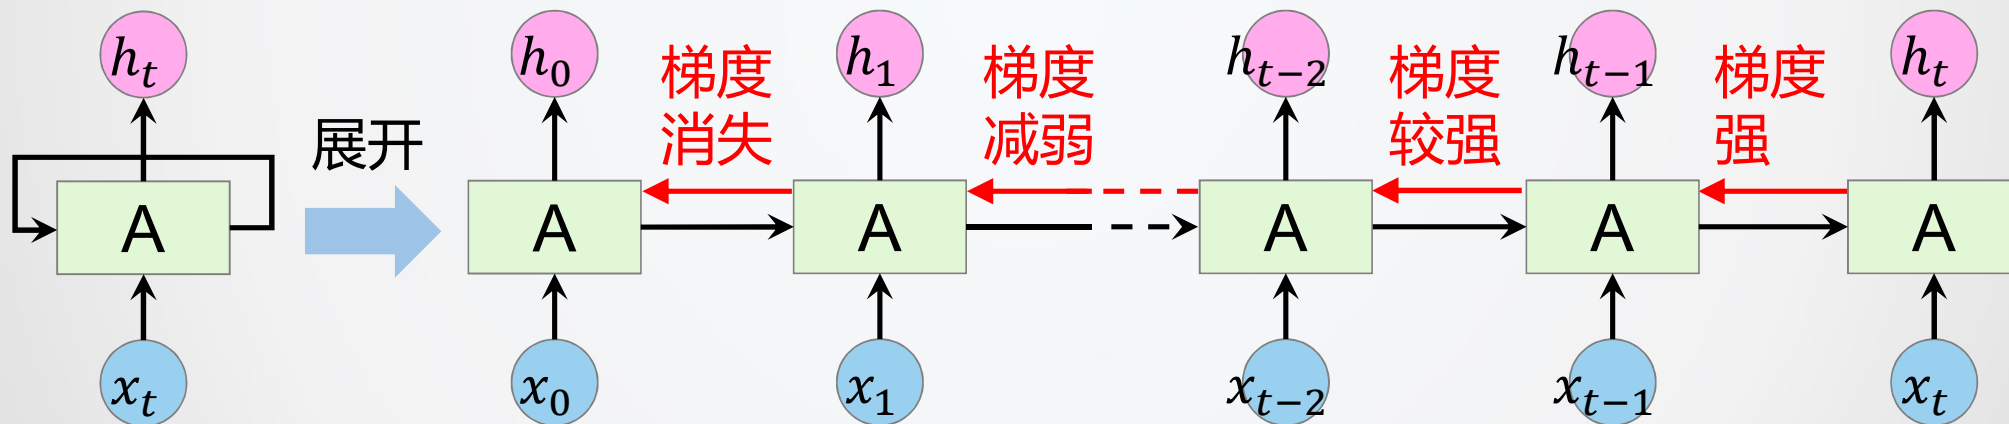 h_t
展开
h_0
梯度
消失
h_1
梯度
减弱
h_{t-2}
梯度
较强
h_{t-1}
梯度
强
h_t
A
A
A
A
A
A
x_t
x_0
x_1
x_{t-2}
x_{t-1}
x_t